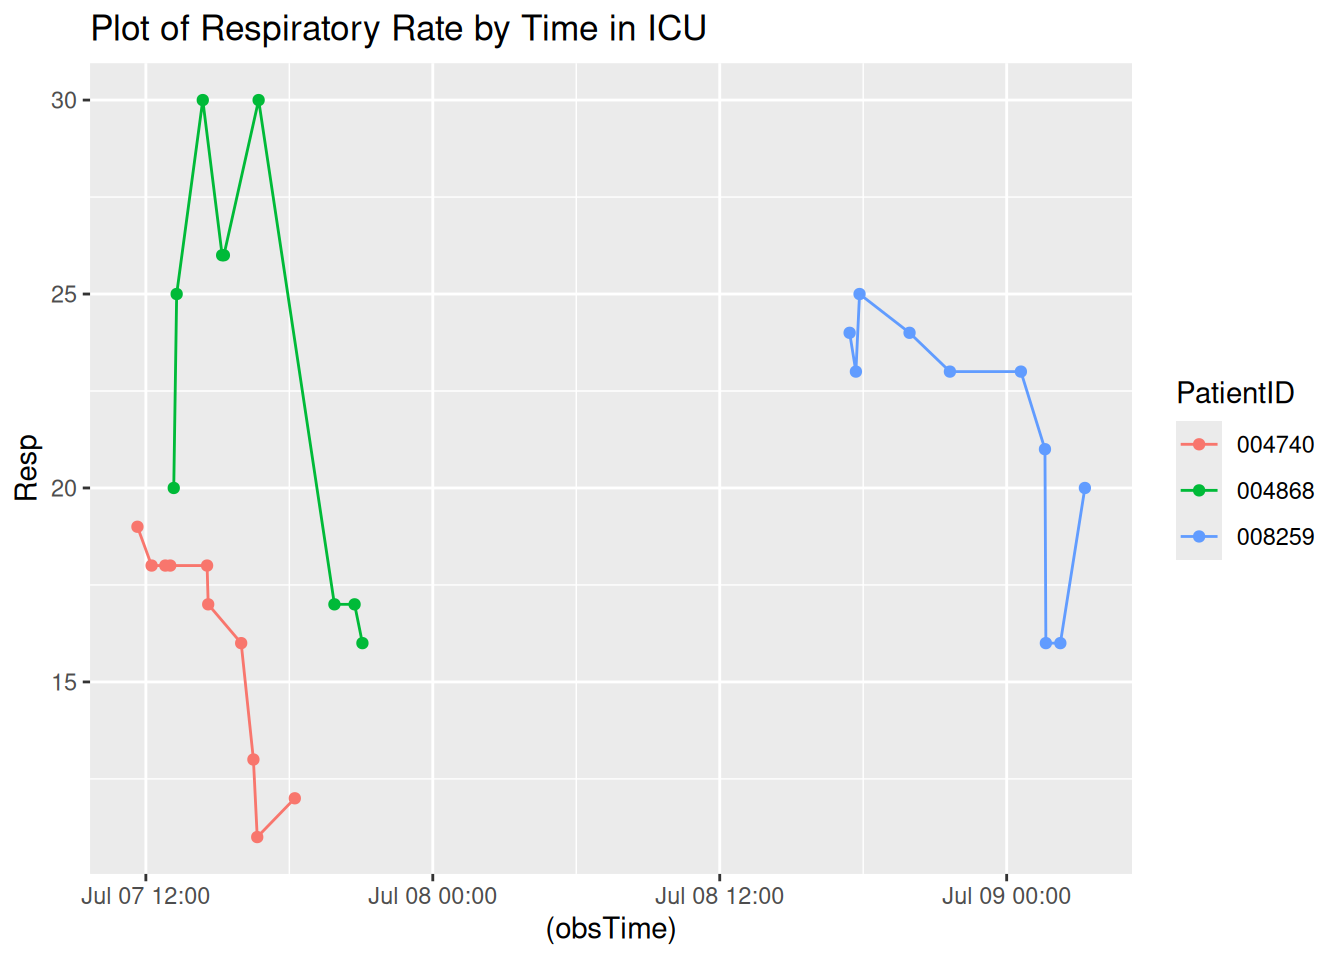 Plot of Respiratory Rate by Time in ICU
30
25
20
15
Resp
Jul 07 12:00
Jul 08 00:00
Jul 08 12:00
Jul 09 00:00
(obsTime)
PatientID
004740
004868
008259